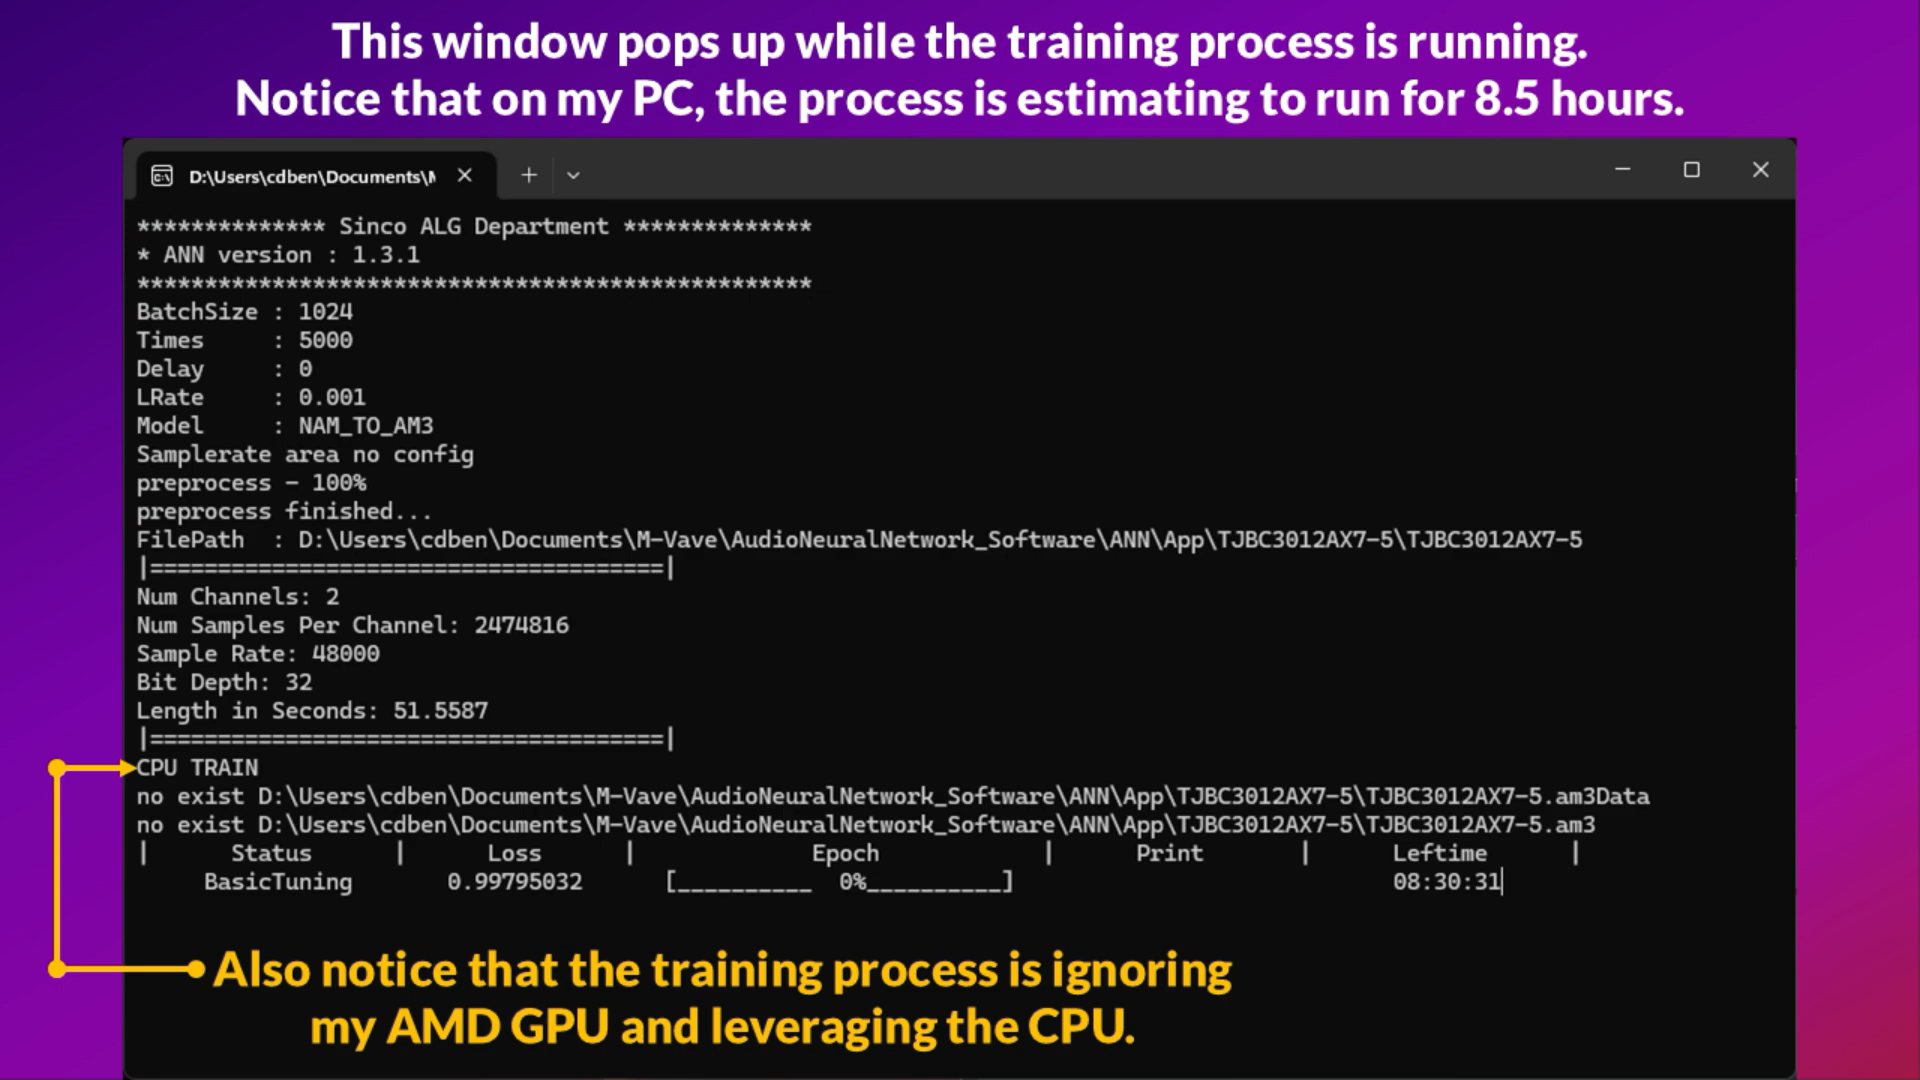 This window pops up while the training process is running.
Notice that on my PC, the process is estimating to run for 8.5 hours.
D:\Users\cdben\Documents\M
************** Sinco ALG Department **************
* ANN version : 1.3.1
**************************************************
BatchSize : 1024
Times     : 5000
Delay     : 0
LRate     : 0.001
Model     : NAM_TO_AM3
Samplerate area no config
preprocess - 100%
preprocess finished...
FilePath  : D:\Users\cdben\Documents\M-Vave\AudioNeuralNetwork_Software\ANN\App\TJBC3012AX7-5\TJBC3012AX7-5
|======================================|
Num Channels: 2
Num Samples Per Channel: 2474816
Sample Rate: 48000
Bit Depth: 32
Length in Seconds: 51.5587
|======================================|
CPU TRAIN
no exist D:\Users\cdben\Documents\M-Vave\AudioNeuralNetwork_Software\ANN\App\TJBC3012AX7-5\TJBC3012AX7-5.am3Data
no exist D:\Users\cdben\Documents\M-Vave\AudioNeuralNetwork_Software\ANN\App\TJBC3012AX7-5\TJBC3012AX7-5.am3
| Status | Loss | Epoch | Print | Leftime |
BasicTuning 0.99795032 [__________ 0%__________] 08:30:31
Also notice that the training process is ignoring
my AMD GPU and leveraging the CPU.